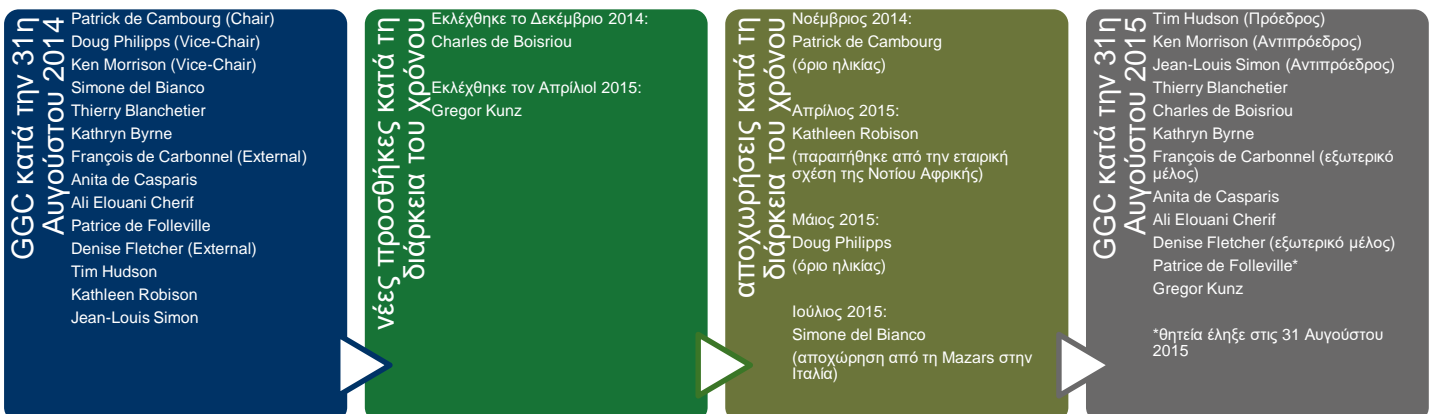 GGC κατά την 31η
Αυγούστου 2014
Patrick de Cambourg (Chair)
Doug Philipps (Vice-Chair)
Ken Morrison (Vice-Chair)
Simone del Bianco
Thierry Blanchetier
Kathryn Byrne
François de Carbonnel (External)
Anita de Casparis
Ali Elouani Cherif
Patrice de Folleville
Denise Fletcher (External)
Tim Hudson
Kathleen Robison
Jean-Louis Simon
νέες προσθήκες κατά τη
διάρκεια του χρόνου
Εκλέχθηκε το Δεκέμβριο 2014:
Charles de Boisriou
Εκλέχθηκε τον Απρίλιοl 2015:
Gregor Kunz
αποχωρήσεις κατά τη
διάρκεια του χρόνου
Νοέμβριος 2014:
Patrick de Cambourg
(όριο ηλικίας)
Απρίλιος 2015:
Kathleen Robison
(παραιτήθηκε από την εταιρική
σχέση της Νοτίου Αφρικής)
Μάιος 2015:
Doug Philipps
(όριο ηλικίας)
Ιούλιος 2015:
Simone del Bianco
(αποχώρηση από τη Mazars στην
Ιταλία)
GGC κατά την 31η
Αυγούστου 2015
Tim Hudson (Πρόεδρος)
Ken Morrison (Αντιπρόεδρος)
Jean-Louis Simon (Αντιπρόεδρος)
Thierry Blanchetier
Charles de Boisriou
Kathryn Byrne
François de Carbonnel (εξωτερικό
μέλος)
Anita de Casparis
Ali Elouani Cherif
Denise Fletcher (εξωτερικό μέλος)
Patrice de Folleville*
Gregor Kunz
*θητεία έληξε στις 31 Αυγούστου
2015